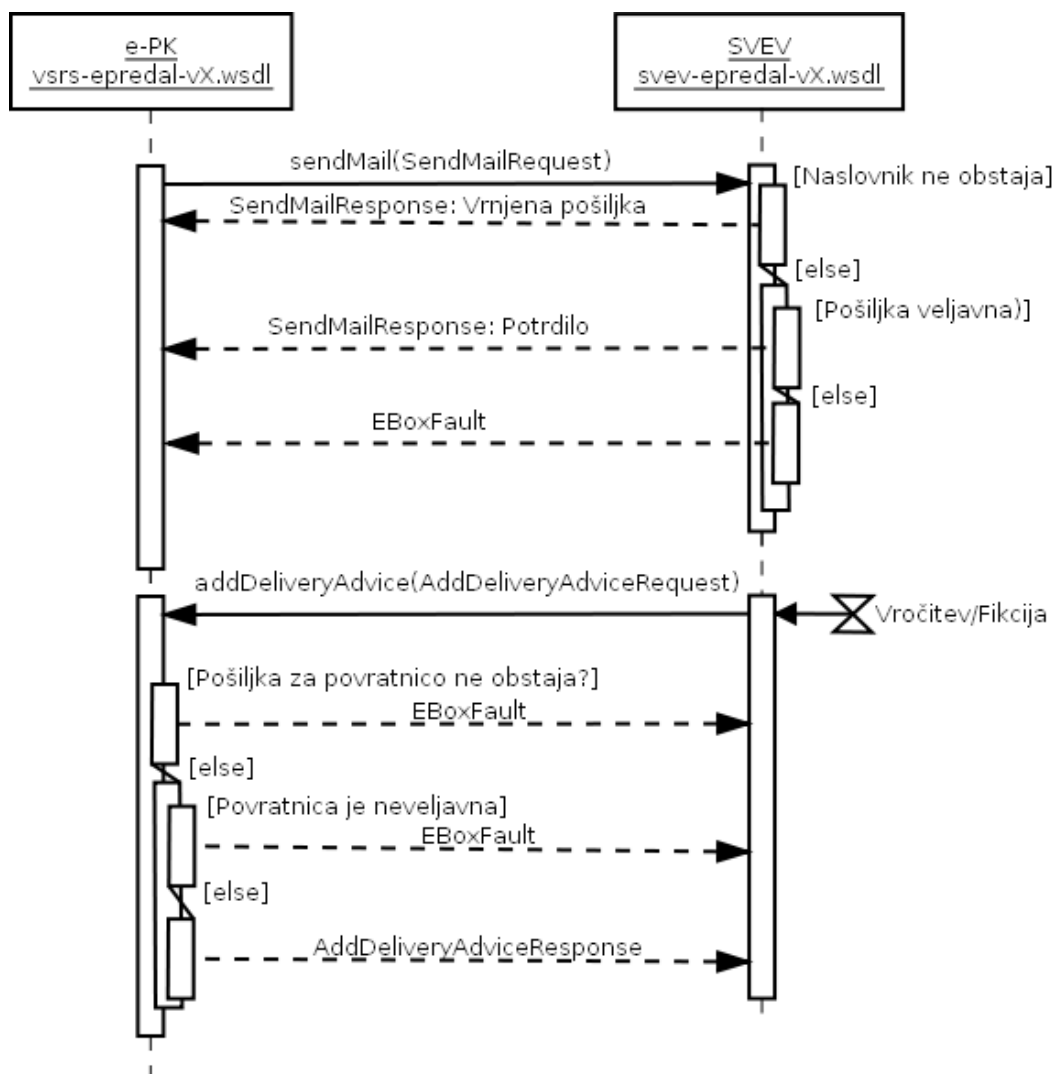 e-PK
vsrs-epredal-vX.wsdl
SVEV
svev-epredal-vX.wsdl
sendMail(SendMailRequest)
[Naslovnik ne obstaja]
SendMailResponse: Vrnjena pošiljka
[else]
[Pošiljka veljavna)]
SendMailResponse: Potrdilo
[else]
EBoxFault
addDeliveryAdvice(AddDeliveryAdviceRequest)
Vročitev/Fikcija
[Pošiljka za povratnico ne obstaja?]
EBoxFault
[else]
[Povratnica je neveljavna]
EBoxFault
[else]
AddDeliveryAdviceResponse